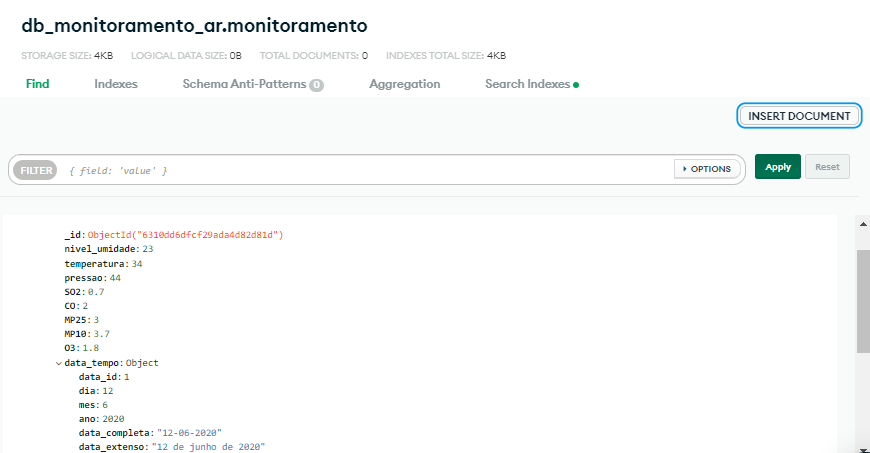 db_monitoramento_ar.monitoramento
STORAGE SIZE: 4KB LOGICAL DATA SIZE: 0B TOTAL DOCUMENTS: 0 INDEXES TOTAL SIZE: 4KB
Find Indexes Schema Anti-Patterns 0 Aggregation Search Indexes
INSERT DOCUMENT
FILTER { field: 'value' } OPTIONS Apply Reset
_id: ObjectId("6310dd6dfcf29ada4d82d81d")
nivel_umidade: 23
temperatura: 34
pressao: 44
SO2: 0.7
CO: 2
MP25: 3
MP10: 3.7
O3: 1.8
data_tempo: Object
data_id: 1
dia: 12
mes: 6
ano: 2020
data_completa: "12-06-2020"
data_extenso: "12 de junho de 2020"